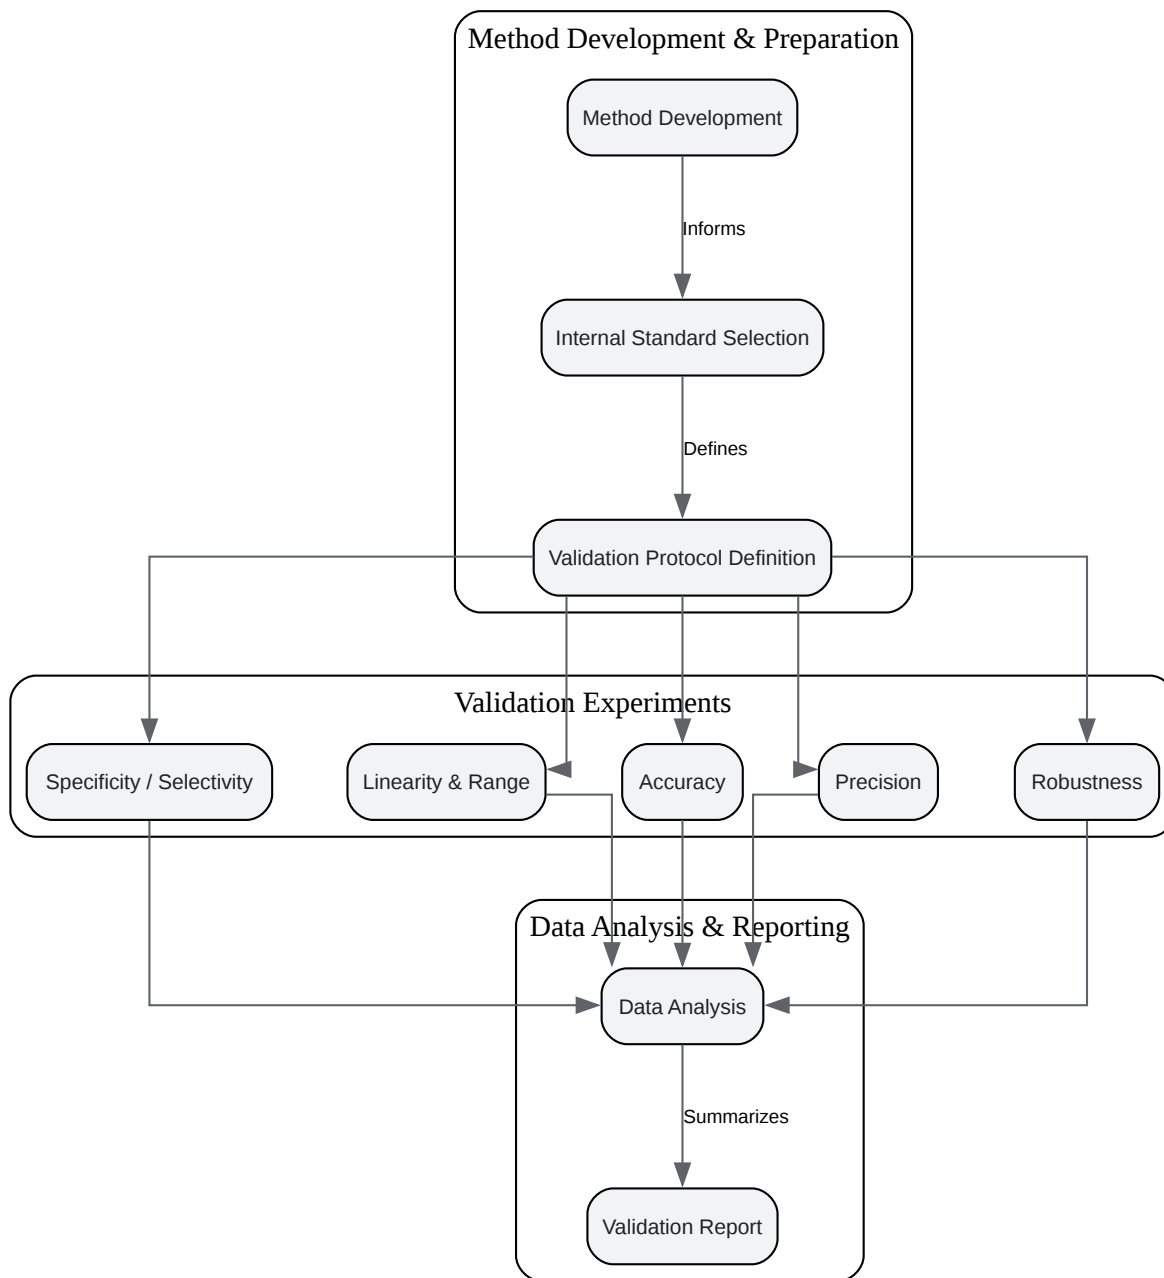 Method Development & Preparation
Method Development
Informs
Internal Standard Selection
Defines
Validation Protocol Definition
Validation Experiments
Specificity / Selectivity
Linearity & Range
Accuracy
Precision
Robustness
Data Analysis & Reporting
Data Analysis
Summarizes
Validation Report